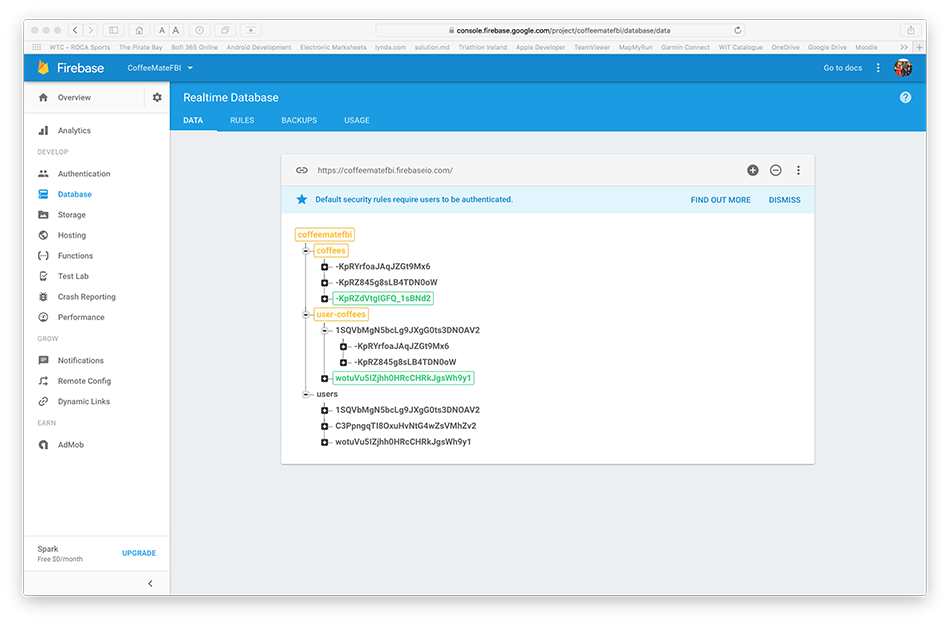 A A
console.firebase.google.com/project/coffeematefbi/database/data
WTC – ROCA Sports The Pirate Bay Bofi 365 Online Android Development Electronic Marksheets lynda.com solution.md Triathlon Ireland Apple Developer TeamViewer MapMyRun Garmin Connect WIT Catalogue OneDrive Google Drive Moodle >> +
Firebase CoffeeMateFBI Go to docs
Overview
Realtime Database ?
DATA RULES BACKUPS USAGE
Analytics
DEVELOP
Authentication
Database
Storage
Hosting
Functions
Test Lab
Crash Reporting
Performance
GROW
Notifications
Remote Config
Dynamic Links
EARN
AdMob
Spark
Free $0/month
UPGRADE
https://coffeematefbi.firebaseio.com/
Default security rules require users to be authenticated. FIND OUT MORE DISMISS
coffeematefbi
coffees
-KpRYrfoaJAqJZGt9Mx6
-KpRZ845g8sLB4TDN0oW
-KpRZdVtgIGFQ_1sBNd2
user-coffees
1SQVbMgN5bcLg9JXgG0ts3DNOAV2
-KpRYrfoaJAqJZGt9Mx6
-KpRZ845g8sLB4TDN0oW
wotuVu5IZjhh0HRcCHRkJgsWh9y1
users
1SQVbMgN5bcLg9JXgG0ts3DNOAV2
C3PpngqTI8OxuHvNtG4wZsVMhZv2
wotuVu5IZjhh0HRcCHRkJgsWh9y1